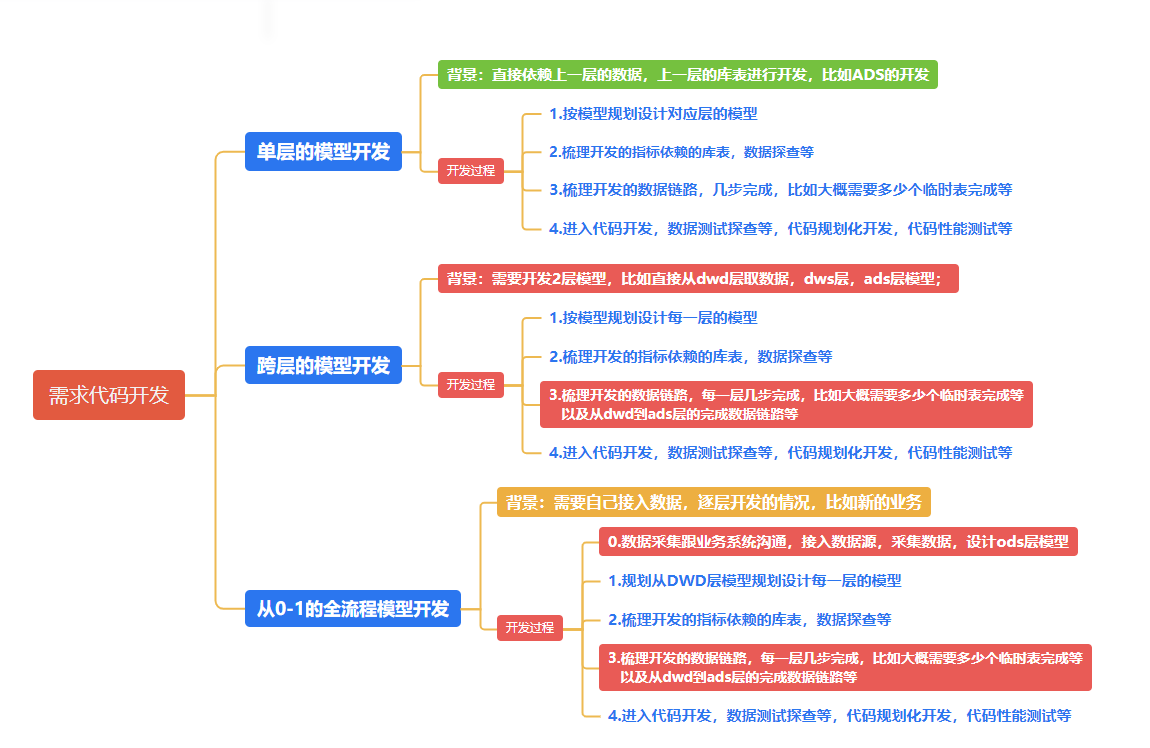 需求代码开发
单层的模型开发
背景：直接依赖上一层的数据，上一层的库表进行开发，比如ADS的开发
开发过程
1.按模型规划设计对应层的模型
2.梳理开发的指标依赖的库表，数据探查等
3.梳理开发的数据链路，几步完成，比如大概需要多少个临时表完成等
4.进入代码开发，数据测试探查等，代码规划化开发，代码性能测试等
跨层的模型开发
背景：需要开发2层模型，比如直接从dwd层取数据，dws层，ads层模型；
开发过程
1.按模型规划设计每一层的模型
2.梳理开发的指标依赖的库表，数据探查等
3.梳理开发的数据链路，每一层几步完成，比如大概需要多少个临时表完成等
以及从dwd到ads层的完成数据链路等
4.进入代码开发，数据测试探查等，代码规划化开发，代码性能测试等
从0-1的全流程模型开发
背景：需要自己接入数据，逐层开发的情况，比如新的业务
开发过程
0.数据采集跟业务系统沟通，接入数据源，采集数据，设计ods层模型
1.规划从DWD层模型规划设计每一层的模型
2.梳理开发的指标依赖的库表，数据探查等
3.梳理开发的数据链路，每一层几步完成，比如大概需要多少个临时表完成等
以及从dwd到ads层的完成数据链路等
4.进入代码开发，数据测试探查等，代码规划化开发，代码性能测试等